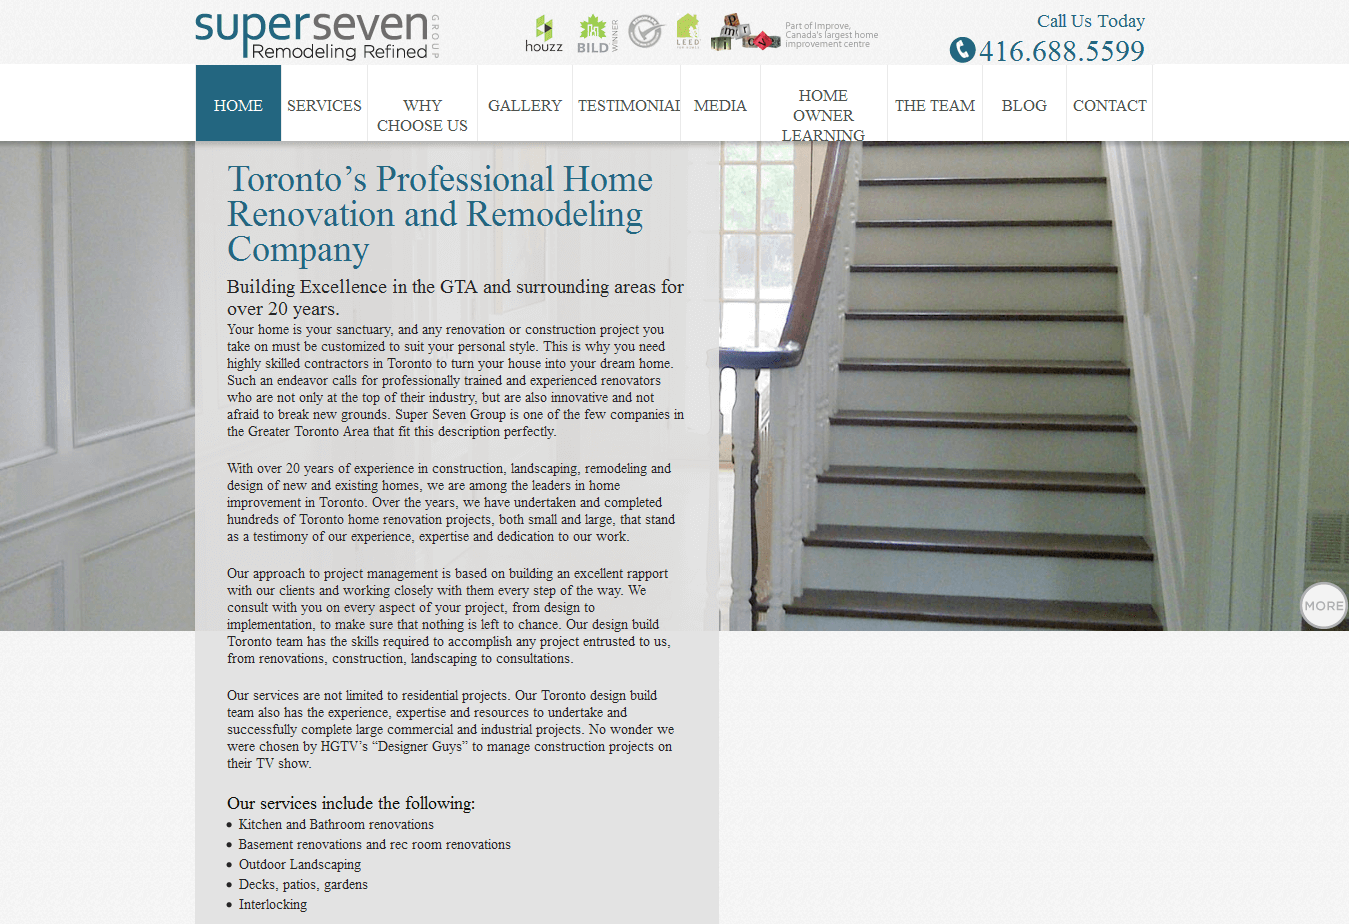 superseven
GROUP
Remodeling Refined
houzz
BILD
WINNER
LEED
Part of Improve,
Canada's largest home
improvement centre
Call Us Today
416.688.5599
HOME
SERVICES
WHY
CHOOSE US
GALLERY
TESTIMONIAL
MEDIA
HOME
OWNER
LEARNING
THE TEAM
BLOG
CONTACT
Toronto’s Professional Home
Renovation and Remodeling
Company
Building Excellence in the GTA and surrounding areas for
over 20 years.
Your home is your sanctuary, and any renovation or construction project you
take on must be customized to suit your personal style. This is why you need
highly skilled contractors in Toronto to turn your house into your dream home.
Such an endeavor calls for professionally trained and experienced renovators
who are not only at the top of their industry, but are also innovative and not
afraid to break new grounds. Super Seven Group is one of the few companies in
the Greater Toronto Area that fit this description perfectly.
With over 20 years of experience in construction, landscaping, remodeling and
design of new and existing homes, we are among the leaders in home
improvement in Toronto. Over the years, we have undertaken and completed
hundreds of Toronto home renovation projects, both small and large, that stand
as a testimony of our experience, expertise and dedication to our work.
Our approach to project management is based on building an excellent rapport
with our clients and working closely with them every step of the way. We
consult with you on every aspect of your project, from design to
implementation, to make sure that nothing is left to chance. Our design build
Toronto team has the skills required to accomplish any project entrusted to us,
from renovations, construction, landscaping to consultations.
Our services are not limited to residential projects. Our Toronto design build
team also has the experience, expertise and resources to undertake and
successfully complete large commercial and industrial projects. No wonder we
were chosen by HGTV’s “Designer Guys” to manage construction projects on
their TV show.
MORE
Our services include the following:
Kitchen and Bathroom renovations
Basement renovations and rec room renovations
Outdoor Landscaping
Decks, patios, gardens
Interlocking